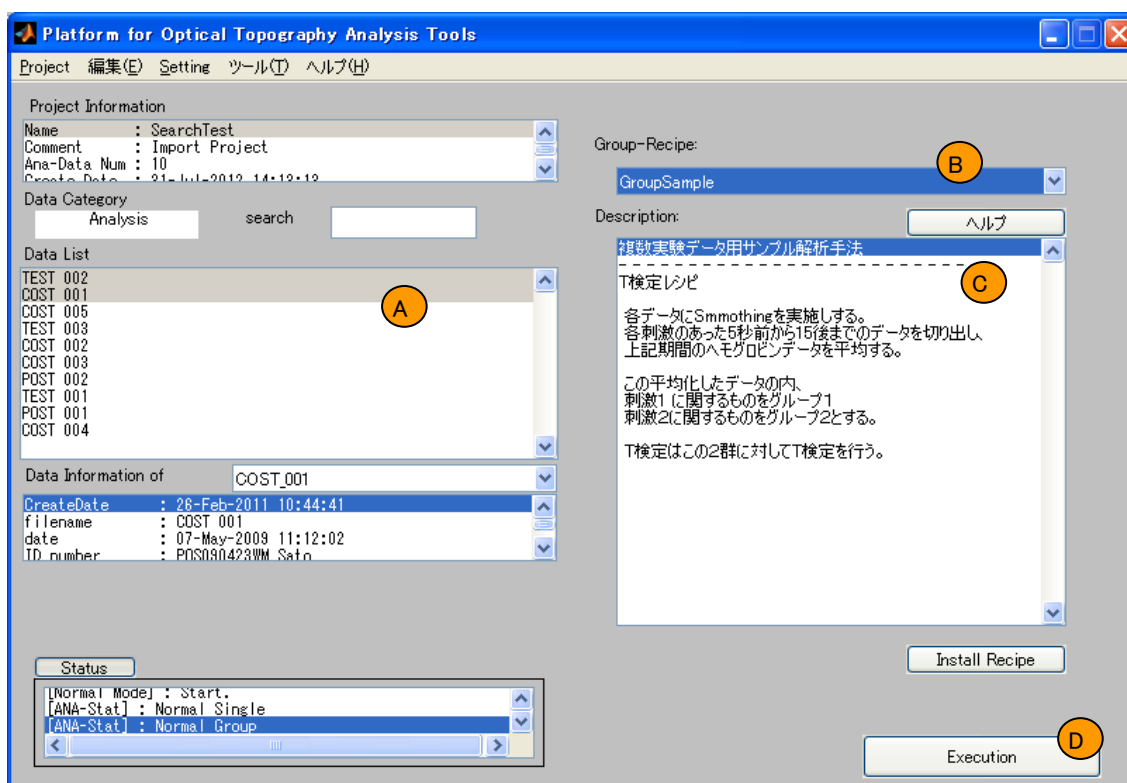 Platform for Optical Topography Analysis Tools
Project 編集(E) Setting ツール(T) ヘルプ(H)
Project Information
Name : SearchTest
Comment : Import Project
Ana-Data Num : 10
Create Date : 31-Jul-2012 14:18:13
Data Category
Analysis
search
Data List
TEST 002
COST 001
COST 005
TEST 003
COST 002
COST 003
POST 002
TEST 001
POST 001
COST 004
A
Data Information of
COST_001
CreateDate : 26-Feb-2011 10:44:41
filename : COST 001
date : 07-May-2009 11:12:02
ID number : POS090423WM Sato
Status
[Normal Mode] : Start.
[ANA-Stat] : Normal Single
[ANA-Stat] : Normal Group
Group-Recipe:
B
GroupSample
Description:
ヘルプ
複数実験データ用サンプル解析手法
- - - - - - - - - - - - - - - - - - - - - - - - - - - - - -
C
T検定レシピ
各データにSmmothingを実施しする。
各刺激のあった5秒前から15後までのデータを切り出し、
上記期間のヘモグロビンデータを平均する。
この平均化したデータの内、
刺激1 に関するものをグループ1
刺激2に関するものをグループ2とする。
T検定はこの2群に対してT検定を行う。
Install Recipe
D
Execution